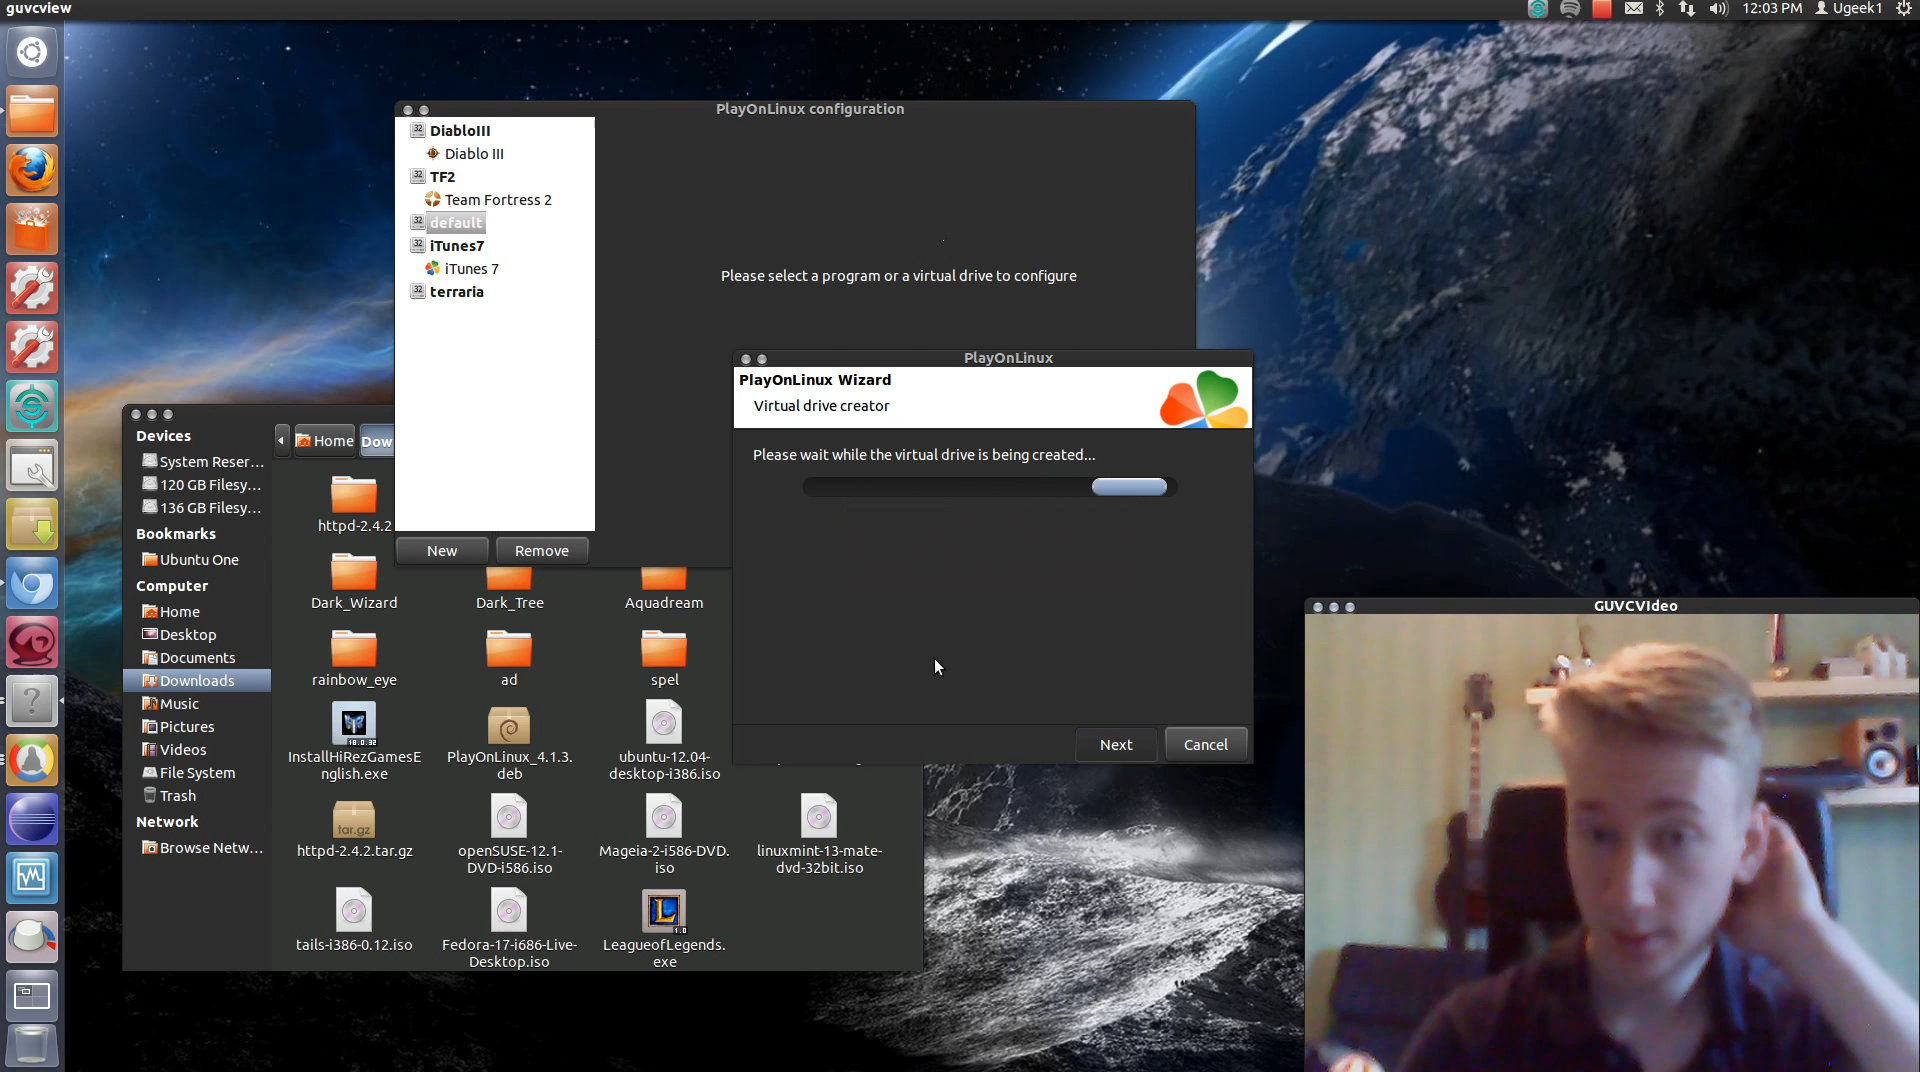 guvcview
12:03 PM
Ugeek1
PlayOnLinux configuration
DiabloIII
Diablo III
TF2
Team Fortress 2
default
iTunes7
iTunes 7
terraria
Please select a program or a virtual drive to configure
New
Remove
PlayOnLinux
PlayOnLinux Wizard
Virtual drive creator
Please wait while the virtual drive is being created...
Next
Cancel
Devices
System Reser...
120 GB Filesy...
136 GB Filesy...
Bookmarks
Ubuntu One
Computer
Home
Desktop
Documents
Downloads
Music
Pictures
Videos
File System
Trash
Network
Browse Netw...
Home
Dow
httpd-2.4.2
Dark_Wizard
Dark_Tree
Aquadream
rainbow_eye
ad
spel
InstallHiRezGamesE
nglish.exe
PlayOnLinux_4.1.3.
deb
ubuntu-12.04-
desktop-i386.iso
tar.gz
httpd-2.4.2.tar.gz
openSUSE-12.1-
DVD-i586.iso
Mageia-2-i586-DVD.
iso
linuxmint-13-mate-
dvd-32bit.iso
tails-i386-0.12.iso
Fedora-17-i686-Live-
Desktop.iso
LeagueofLegends.
exe
GUVCVIdeo